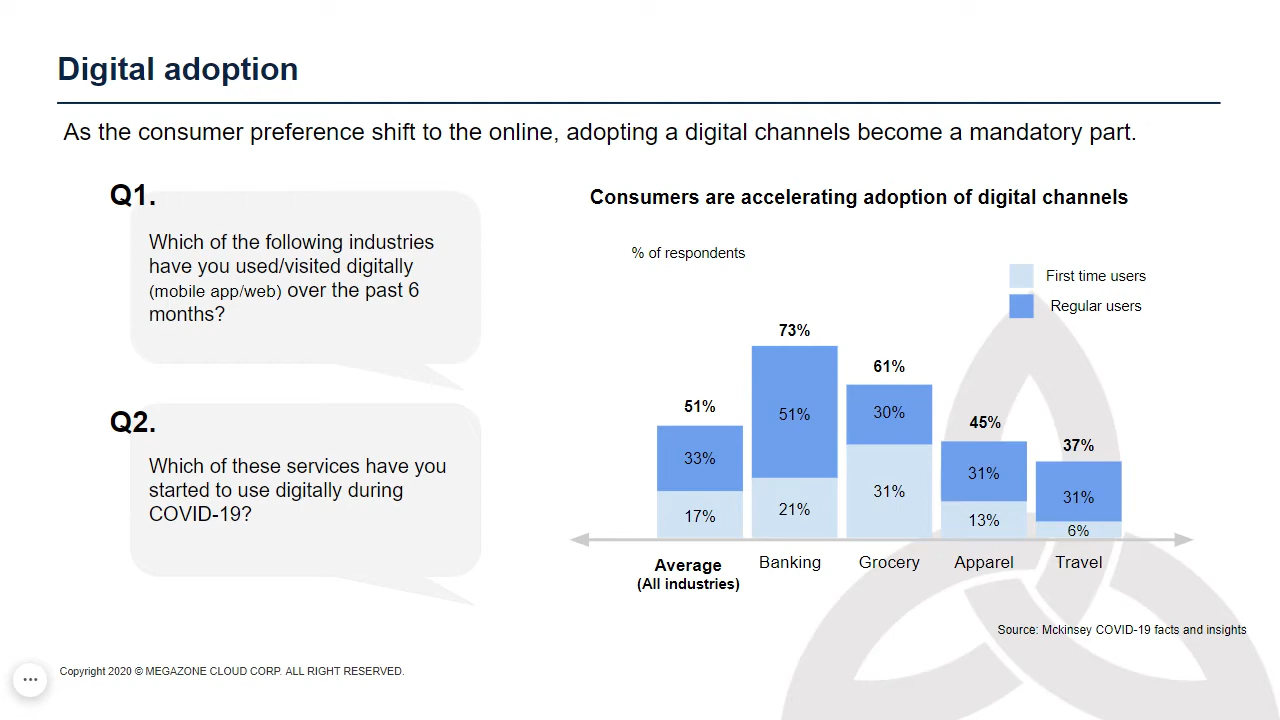 Digital adoption
As the consumer preference shift to the online, adopting a digital channels become a mandatory part.
Q1.
Which of the following industries
have you used/visited digitally
(mobile app/web) over the past 6
months?
Q2.
Which of these services have you
started to use digitally during
COVID-19?
Consumers are accelerating adoption of digital channels
% of respondents
First time users
Regular users
51%
33%
17%
73%
51%
21%
61%
30%
31%
45%
31%
13%
37%
31%
6%
Average
(All industries)
Banking
Grocery
Apparel
Travel
Source: Mckinsey COVID-19 facts and insights
Copyright 2020 © MEGAZONE CLOUD CORP. ALL RIGHT RESERVED.